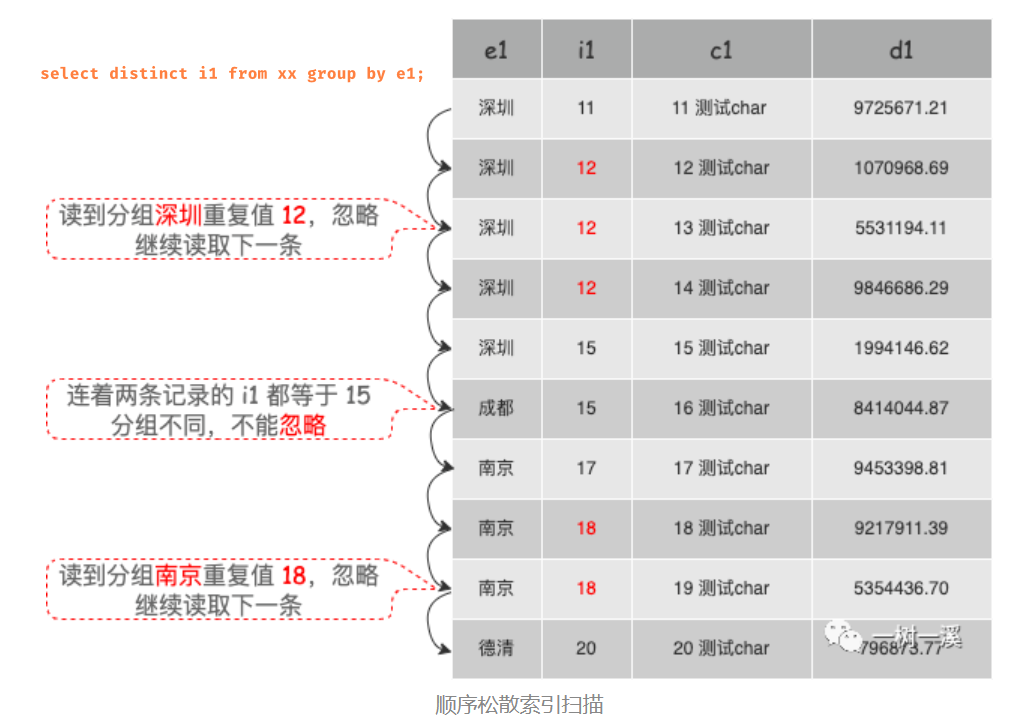 select distinct i1 from xx group by e1;
e1 i1 c1 d1
深圳 11 11 测试char 9725671.21
深圳 12 12 测试char 1070968.69
深圳 12 13 测试char 5531194.11
深圳 12 14 测试char 9846686.29
深圳 15 15 测试char 1994146.62
成都 15 16 测试char 8414044.87
南京 17 17 测试char 9453398.81
南京 18 18 测试char 9217911.39
南京 18 19 测试char 5354436.70
德清 20 20 测试char 796873.77
读到分组深圳重复值 12，忽略
继续读取下一条
连着两条记录的 i1 都等于 15
分组不同，不能忽略
读到分组南京重复值 18，忽略
继续读取下一条
一树一溪
顺序松散索引扫描